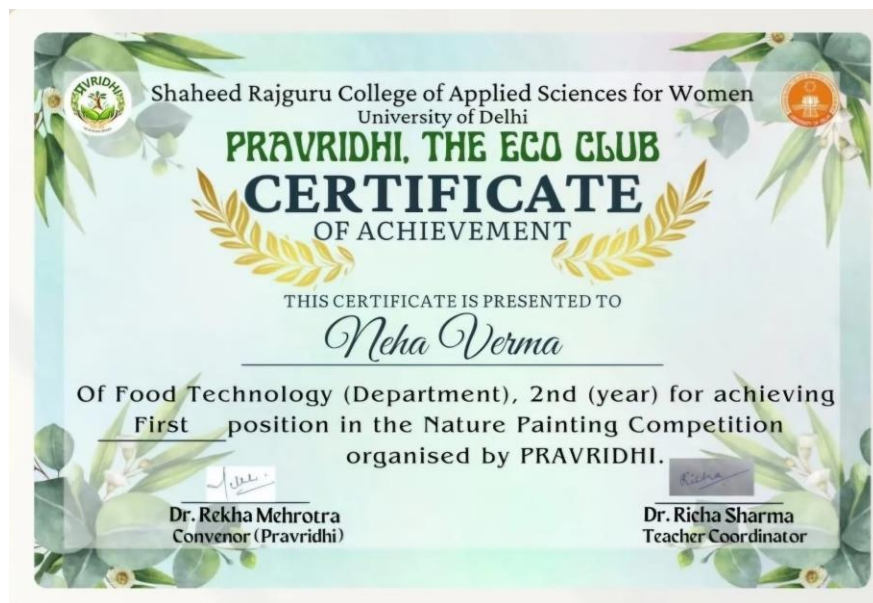 प्रVRIDHI
Shaheed Rajguru College of Applied Sciences for Women
University of Delhi
PRAVRIDHI, THE ECO CLUB
CERTIFICATE
OF ACHIEVEMENT
THIS CERTIFICATE IS PRESENTED TO
Neha Verma
Of Food Technology (Department), 2nd (year) for achieving
First position in the Nature Painting Competition
organised by PRAVRIDHI.
Richa
Dr. Rekha Mehrotra
Convenor (Pravridhi)
Dr. Richa Sharma
Teacher Coordinator